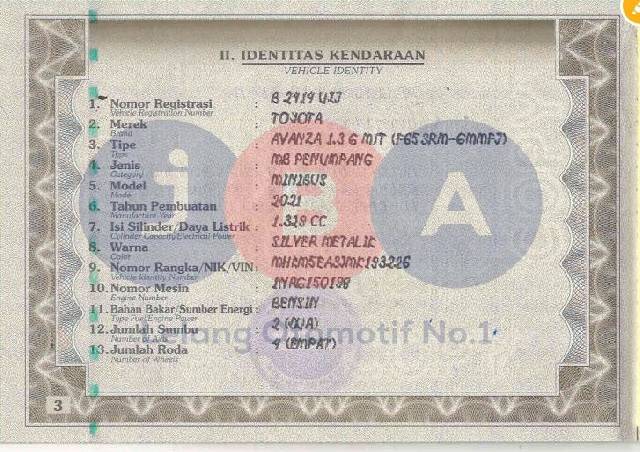 II. IDENTITAS KENDARAAN
VEHICLE IDENTITY
1. Nomor Registrasi : B 2919 UZJ
Vehicle Registration Number
2. Merek : TOYOTA
Brand
3. Tipe : AVANZA 1.3 G M/T (F653RM-GMMFJ)
Type
4. Jenis : MB PENUMPANG
Category
5. Model : MINIBUS
Model
6. Tahun Pembuatan : 2021
Manufacture Year
7. Isi Silinder/Daya Listrik : 1.329 CC
Cylinder Capacity/Electrical Power
8. Warna : SILVER METALIK
Color
9. Nomor Rangka/NIK/VIN :
Vehicle Identity Number
10. Nomor Mesin :
Engine Number
11. Bahan Bakar/Sumber Energi : BENSIN
Type Fuel/Engine Power
12. Jumlah Sumbu : 2 (DUA)
Number of Axle
13. Jumlah Roda : 4 (EMPAT)
Number of Wheels
iBA
Lelang Otomotif No.1
3